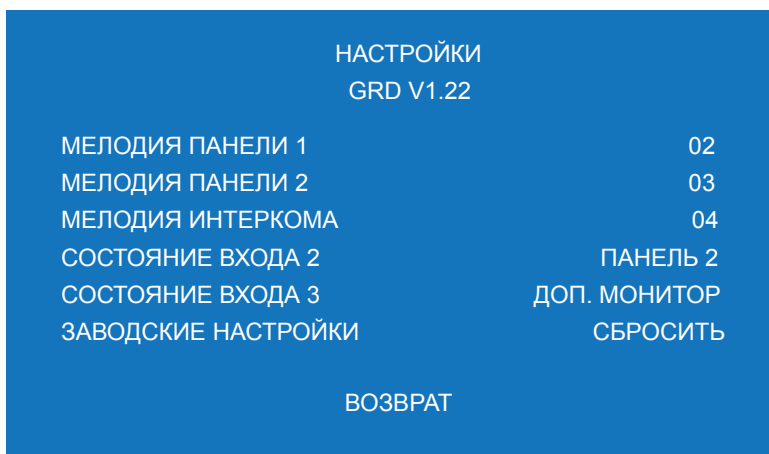 НАСТРОЙКИ
GRD V1.22
МЕЛОДИЯ ПАНЕЛИ 1 02
МЕЛОДИЯ ПАНЕЛИ 2 03
МЕЛОДИЯ ИНТЕРКОМА 04
СОСТОЯНИЕ ВХОДА 2 ПАНЕЛЬ 2
СОСТОЯНИЕ ВХОДА 3 ДОП. МОНИТОР
ЗАВОДСКИЕ НАСТРОЙКИ СБРОСИТЬ
ВОЗВРАТ